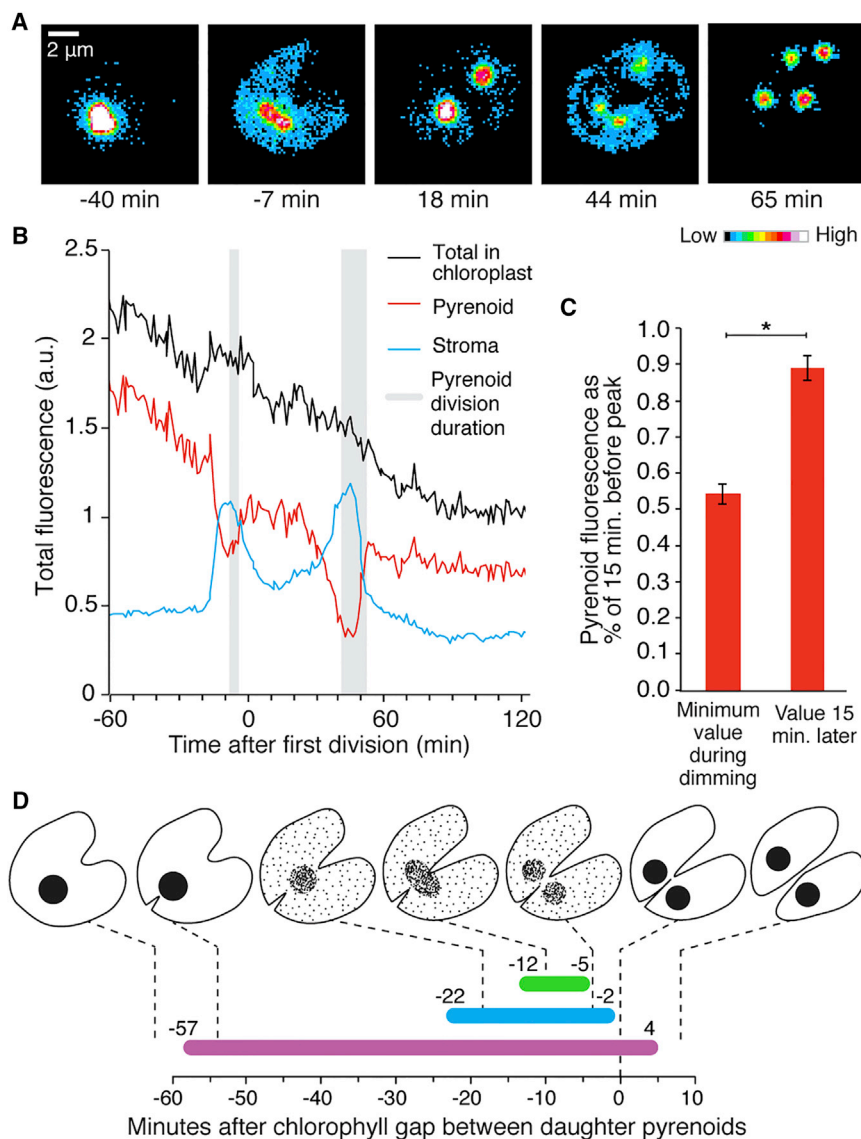 A
2 µm
-40 min
-7 min
18 min
44 min
65 min
Low
High
B
2.5
2
1.5
1
0.5
0
Total fluorescence (a.u.)
Total in
chloroplast
Pyrenoid
Stroma
Pyrenoid
division
duration
-60
0
60
120
Time after first division (min)
C
Pyrenoid fluorescence as
% of 15 min. before peak
1.0
0.9
0.8
0.7
0.6
0.5
0.4
0.3
0.2
0.1
0.0
*
Minimum
value
during
dimming
Value 15
min. later
D
-12
-5
-22
-2
-57
4
-60
-50
-40
-30
-20
-10
0
10
Minutes after chlorophyll gap between daughter pyrenoids